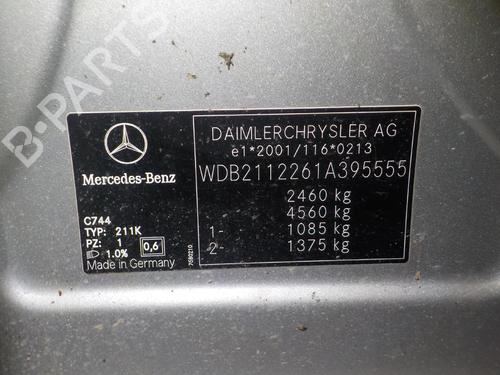 B-PARTS
Mercedes-Benz
DAIMLERCHRYSLER AG
e1*2001/116*0213
WDB2112261A395555
2460 kg
4560 kg
1- 1085 kg
2- 1375 kg
C744
TYP: 211K
PZ: 1
1.0% 0,6
Made in Germany
7580210